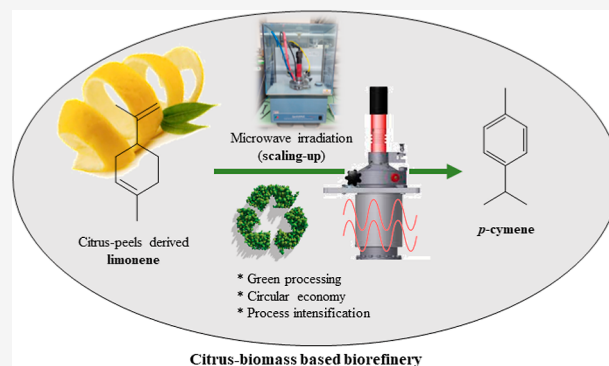 Microwave irradiation
(scaling-up)
Citrus-peels derived
limonene
p-cymene
* Green processing
* Circular economy
* Process intensification
Citrus-biomass based biorefinery